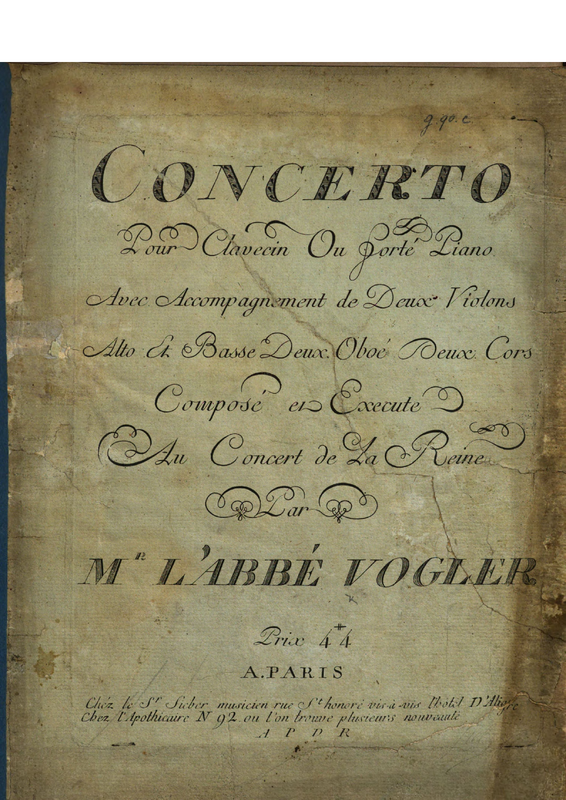 CONCERTO
Pour Clavecin Ou forté Piano
Avec Accompagnement de Deux Violons
Alto Et Basse Deux Oboé Deux Cors
Composé et Executé
Au Concert de La Reine
Par
Mr. L'ABBÉ VOGLER
Prix 4# 4
A.PARIS
Chéz le Sr. Sieber musicien rue St. honoré vis-à-vis l'hotel D'Aligre
Chez l'Apothicaire N 92 ou l'on trouve plusieurs nouveauté
A P D R